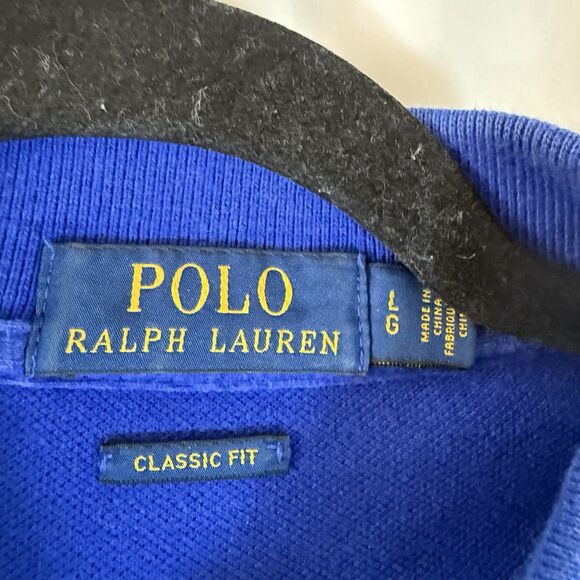 POLO
RALPH LAUREN
L
G
MADE IN
CHINA
CLASSIC FIT